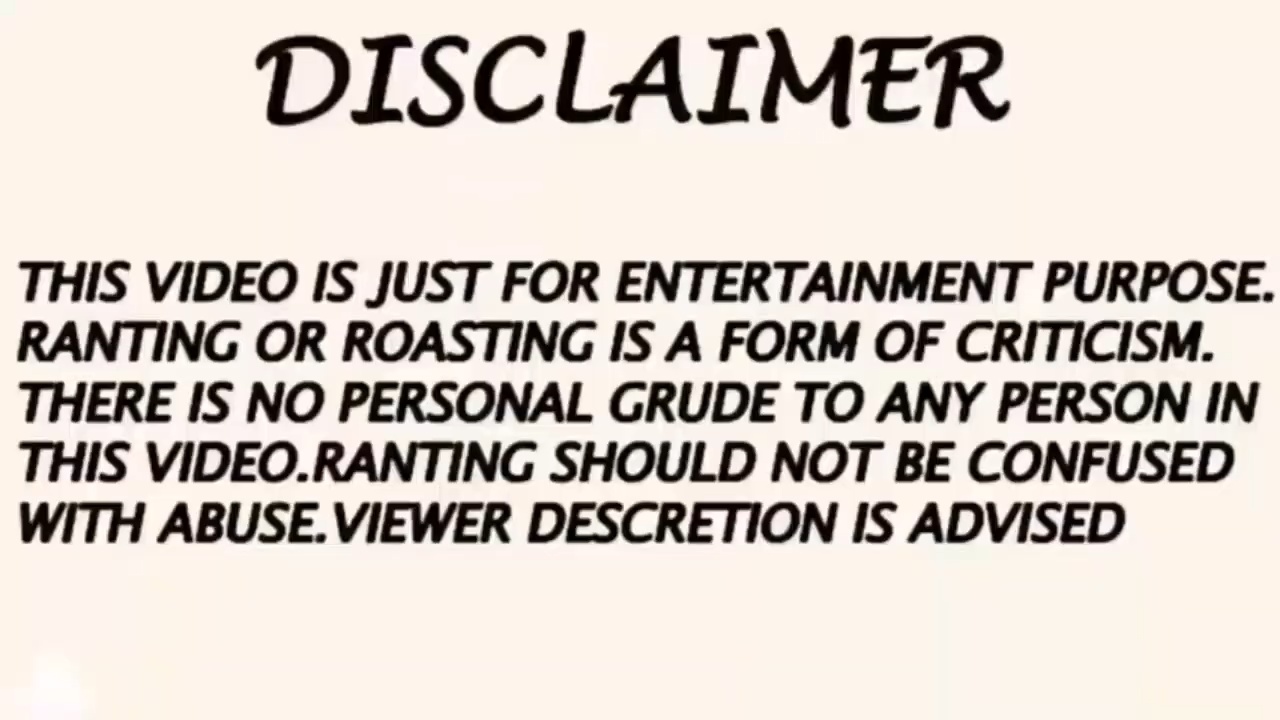 DISCLAIMER
THIS VIDEO IS JUST FOR ENTERTAINMENT PURPOSE.
RANTING OR ROASTING IS A FORM OF CRITICISM.
THERE IS NO PERSONAL GRUDE TO ANY PERSON IN
THIS VIDEO.RANTING SHOULD NOT BE CONFUSED
WITH ABUSE.VIEWER DESCRETION IS ADVISED